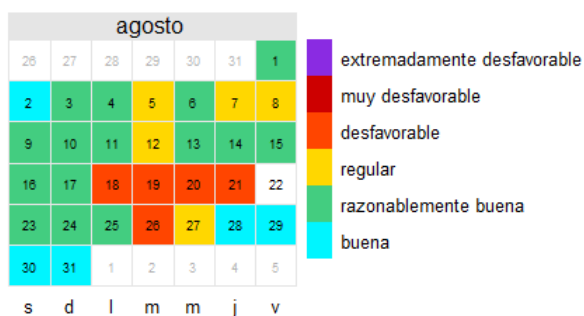 agosto
26 27 28 29 30 31 1
2 3 4 5 6 7 8
9 10 11 12 13 14 15
16 17 18 19 20 21 22
23 24 25 26 27 28 29
30 31 1 2 3 4 5
s d l m m j v
extremadamente desfavorable
muy desfavorable
desfavorable
regular
razonablemente buena
buena